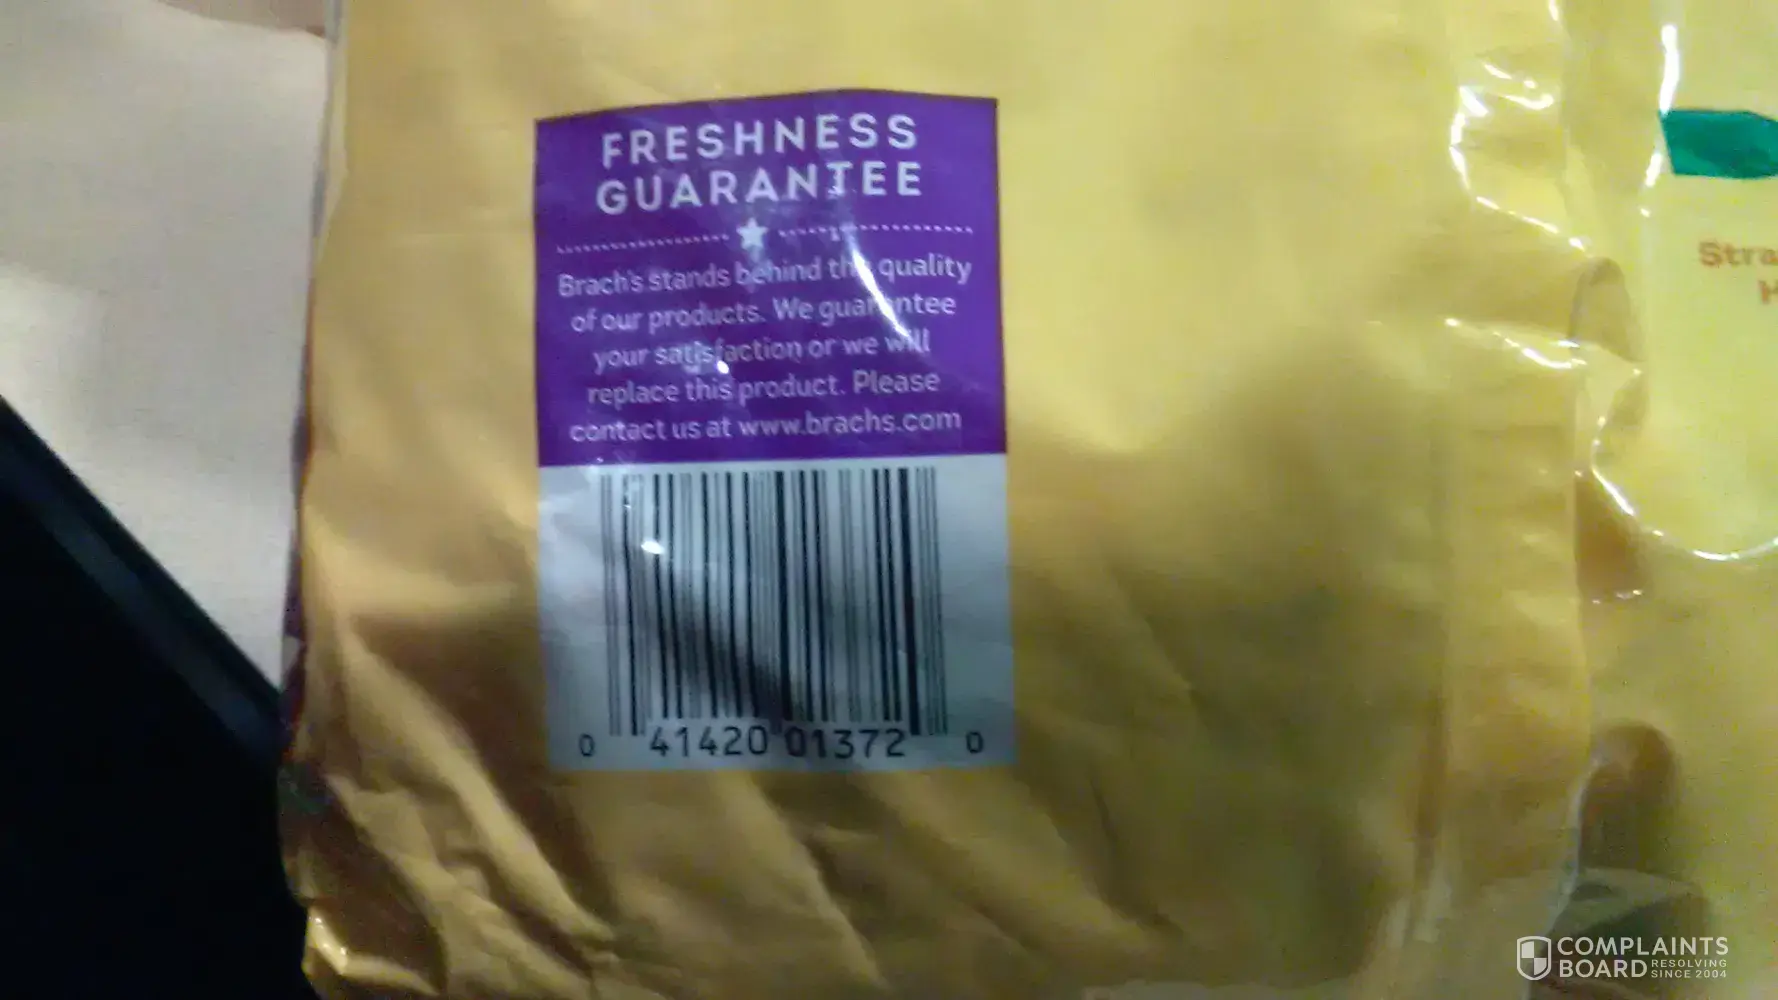 FRESHNESS
GUARANTEE
Brach's stands behind the quality
of our products. We guarantee
your satisfaction or we will
replace this product. Please
contact us at www.brachs.com
0 41420 01372 0
Stra
H
COMPLAINTS
BOARD RESOLVING
SINCE 2004